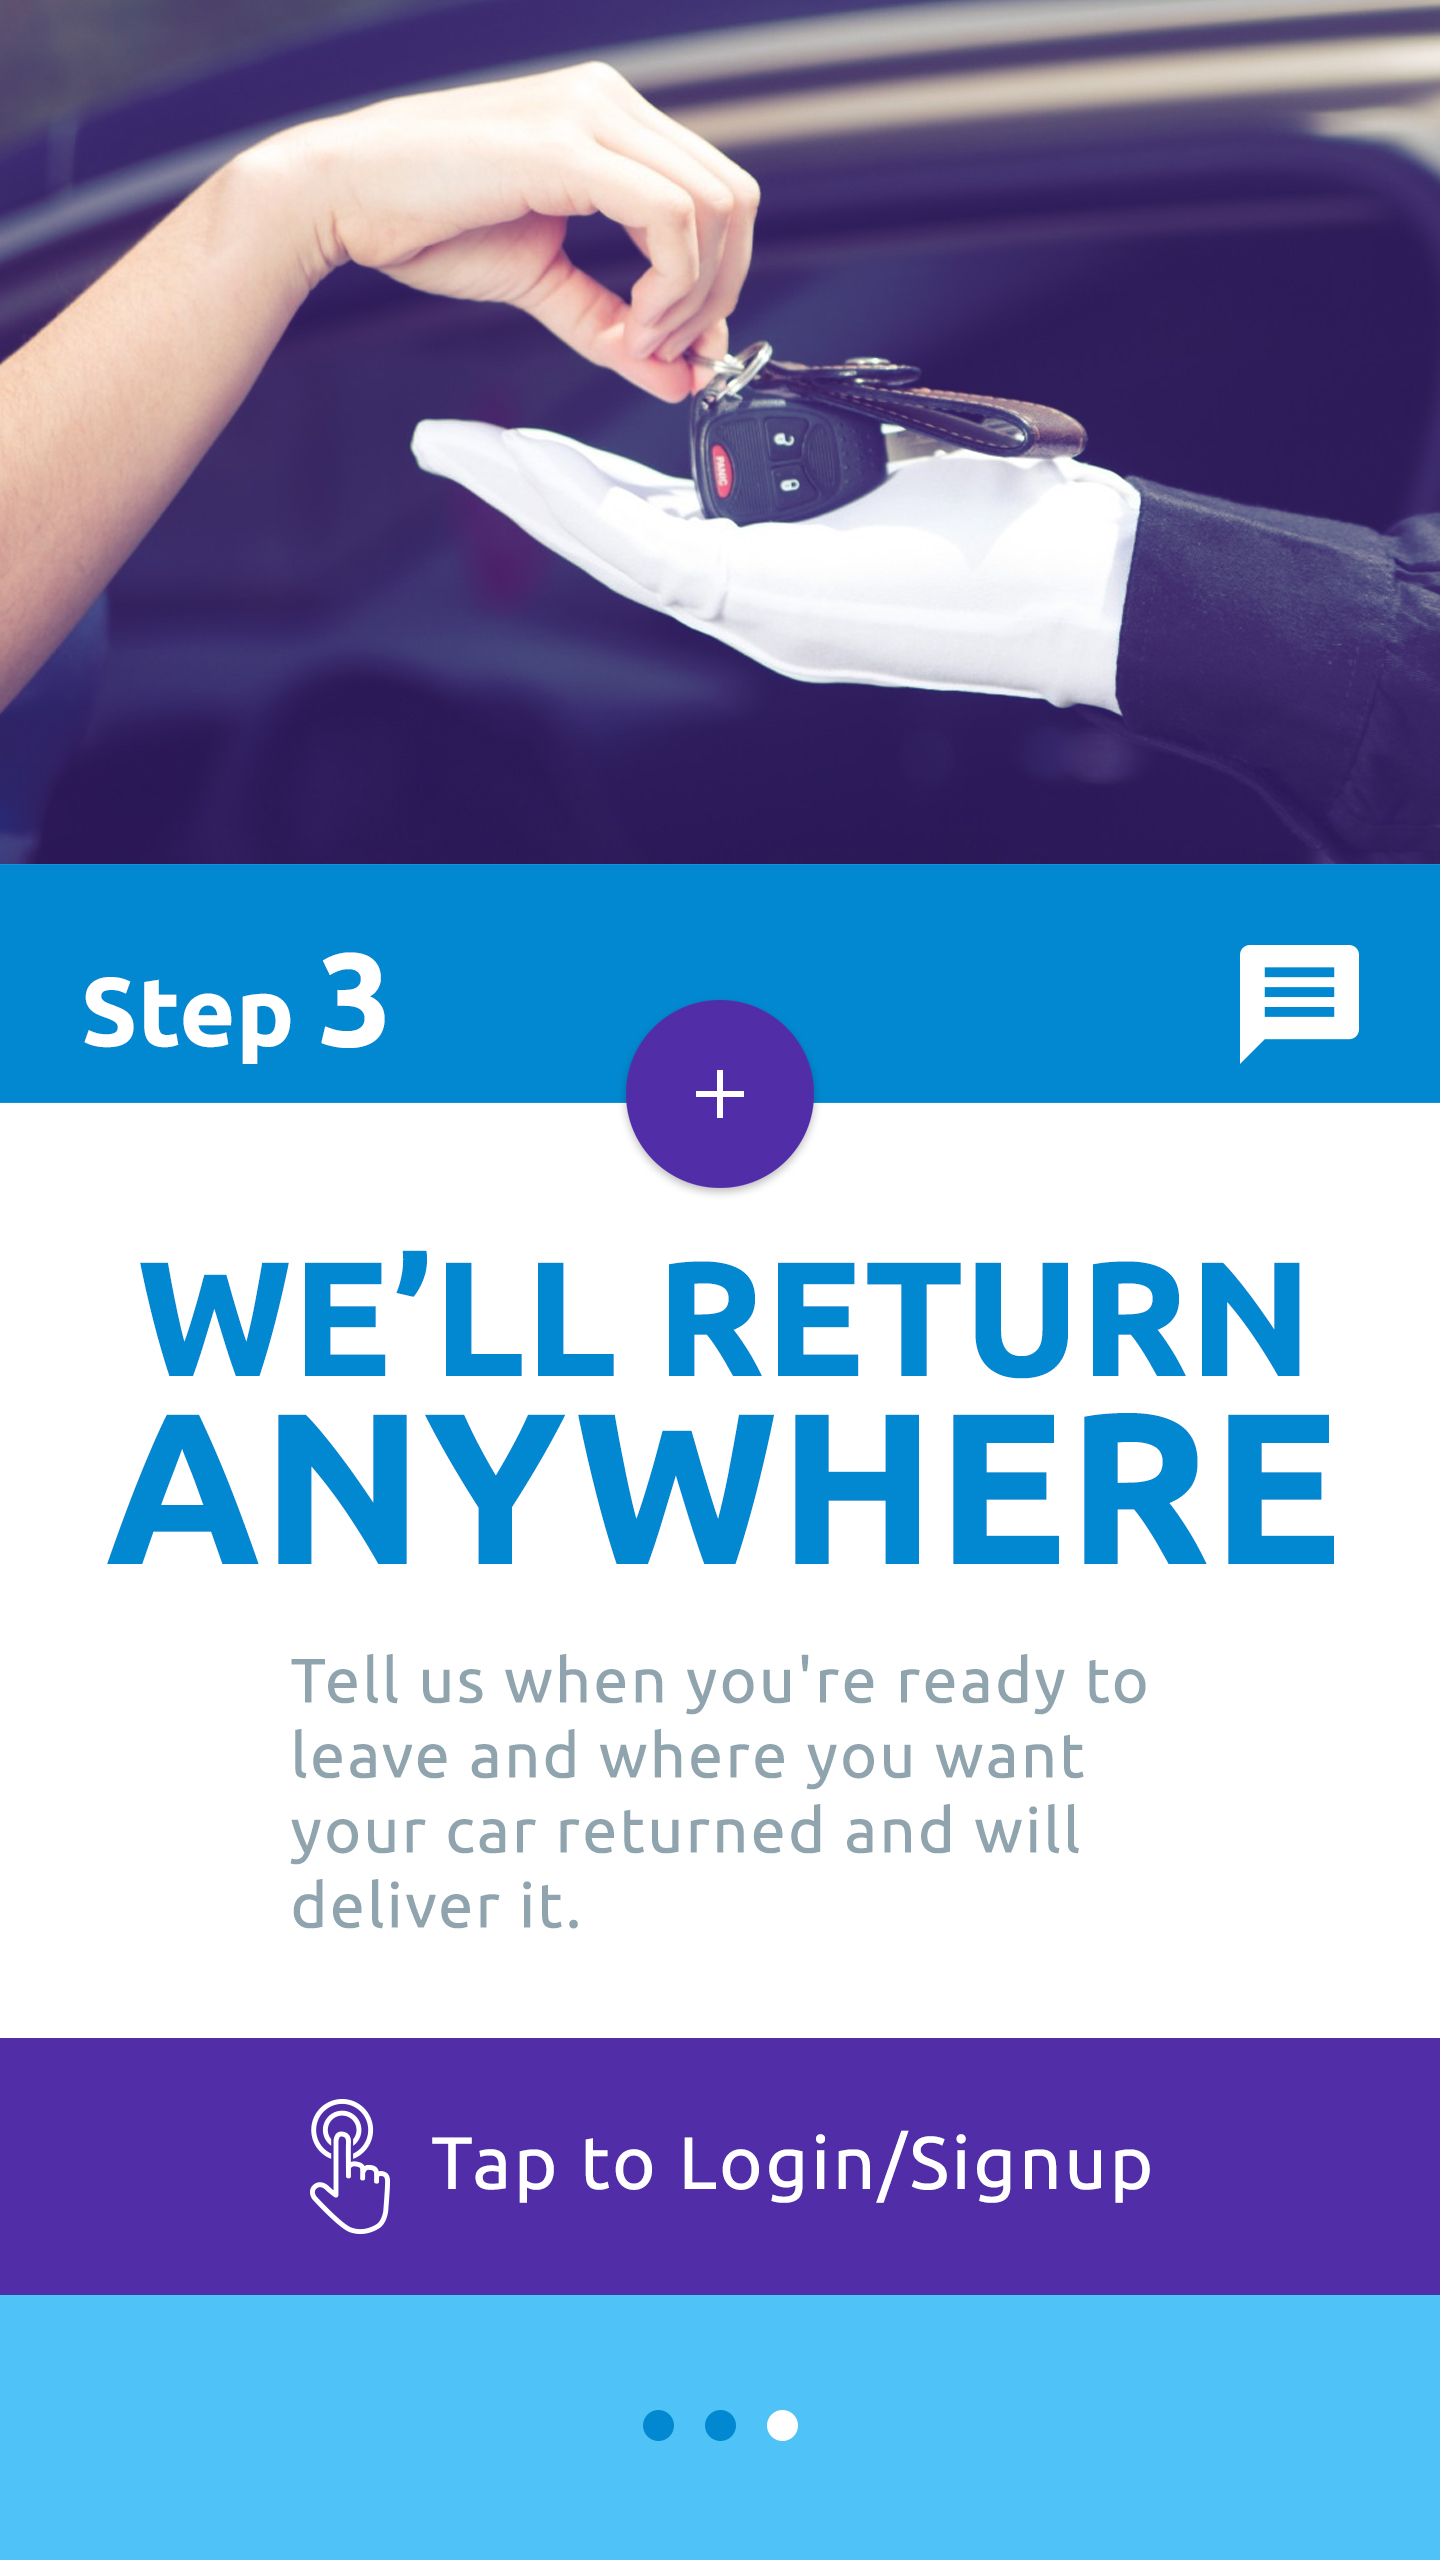 PANIC
Step 3
WE’LL RETURN
ANYWHERE
Tell us when you're ready to
leave and where you want
your car returned and will
deliver it.
Tap to Login/Signup